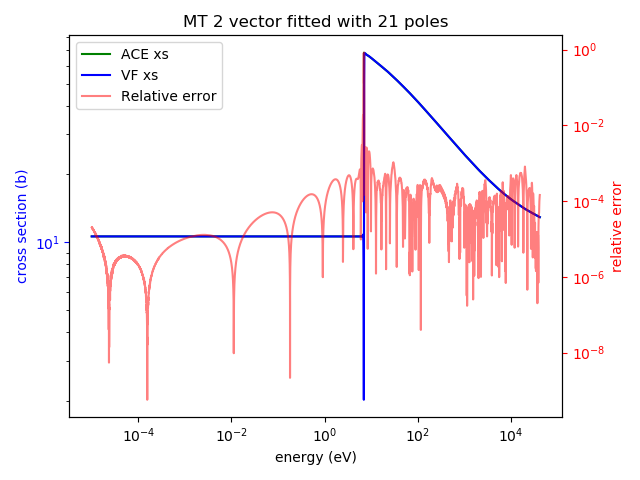 MT 2 vector fitted with 21 poles
ACE xs
VF xs
Relative error
cross section (b)
10¹
10⁰
10⁻²
10⁻⁴
10⁻⁶
10⁻⁸
relative error
10⁻⁴
10⁻²
10⁰
10²
10⁴
energy (eV)